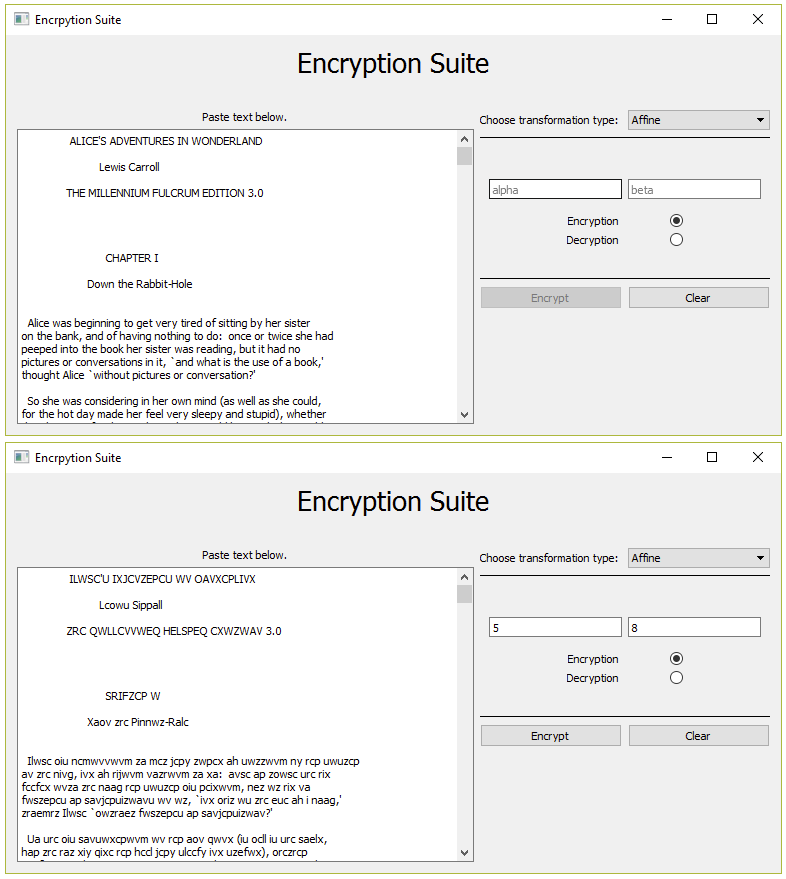 Encrpytion Suite
Encryption Suite
Paste text below.
Choose transformation type: Affine
ALICE'S ADVENTURES IN WONDERLAND
Lewis Carroll
THE MILLENNIUM FULCRUM EDITION 3.0
alpha beta
Encryption
Decryption
CHAPTER I
Down the Rabbit-Hole
Encrypt Clear
Alice was beginning to get very tired of sitting by her sister
on the bank, and of having nothing to do:  once or twice she had
peeped into the book her sister was reading, but it had no
pictures or conversations in it, `and what is the use of a book,'
thought Alice `without pictures or conversation?'
So she was considering in her own mind (as well as she could,
for the hot day made her feel very sleepy and stupid), whether
Encrpytion Suite
Encryption Suite
Paste text below.
Choose transformation type: Affine
ILWSC'U IXJCVZEPCU WV OAVXCPLIVX
Lcowu Sippall
ZRC QWLLCVVWEQ HELSPEQ CXWZWAV 3.0
5 8
Encryption
Decryption
SRIFZCP W
Xaov zrc Pinnwz-Ralc
Encrypt Clear
Ilwsc oiu ncmwvvwvm za mcz jcpy zwpcx ah uwzzwvm ny rcp uwuzcp
av zrc nivg, ivx ah rijwvm vazrwvm za xa:  avsc ap zowsc urc rix
fccfcx wvza zrc naag rcp uwuzcp oiu pcixwvm, nez wz rix va
fwszepcu ap savjcpuizwavu wv wz, `ivx oriz wu zrc euc ah i naag,'
zraemrz Ilwsc `owzraez fwszepcu ap savjcpuizwav?'
Ua urc oiu savuwxcpwvm wv rcp aov qwvx (iu ocll iu urc saelx,
hap zrc raz xiy qixc rcp hccl jcpy ulccfy ivx uzefwx), orczrcp